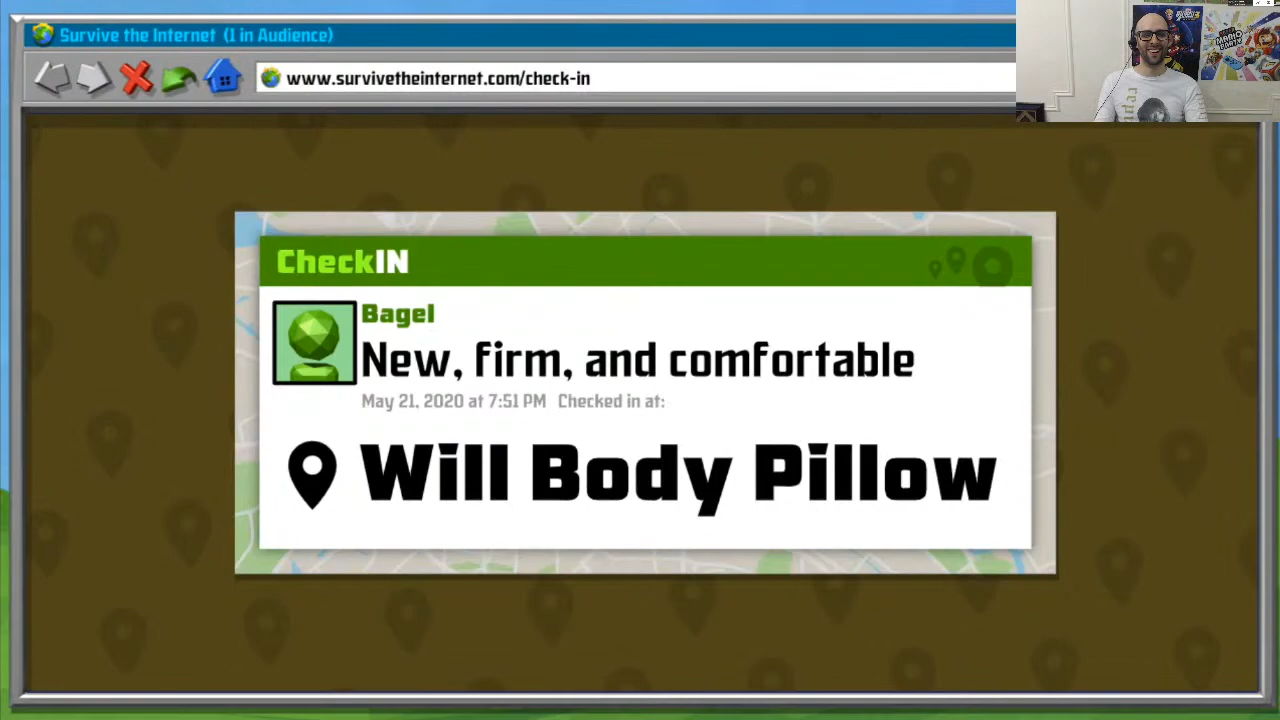 Survive the Internet (1 in Audience)
www.survivetheinternet.com/check-in
CheckIN
Bagel
New, firm, and comfortable
May 21, 2020 at 7:51 PM Checked in at:
Will Body Pillow